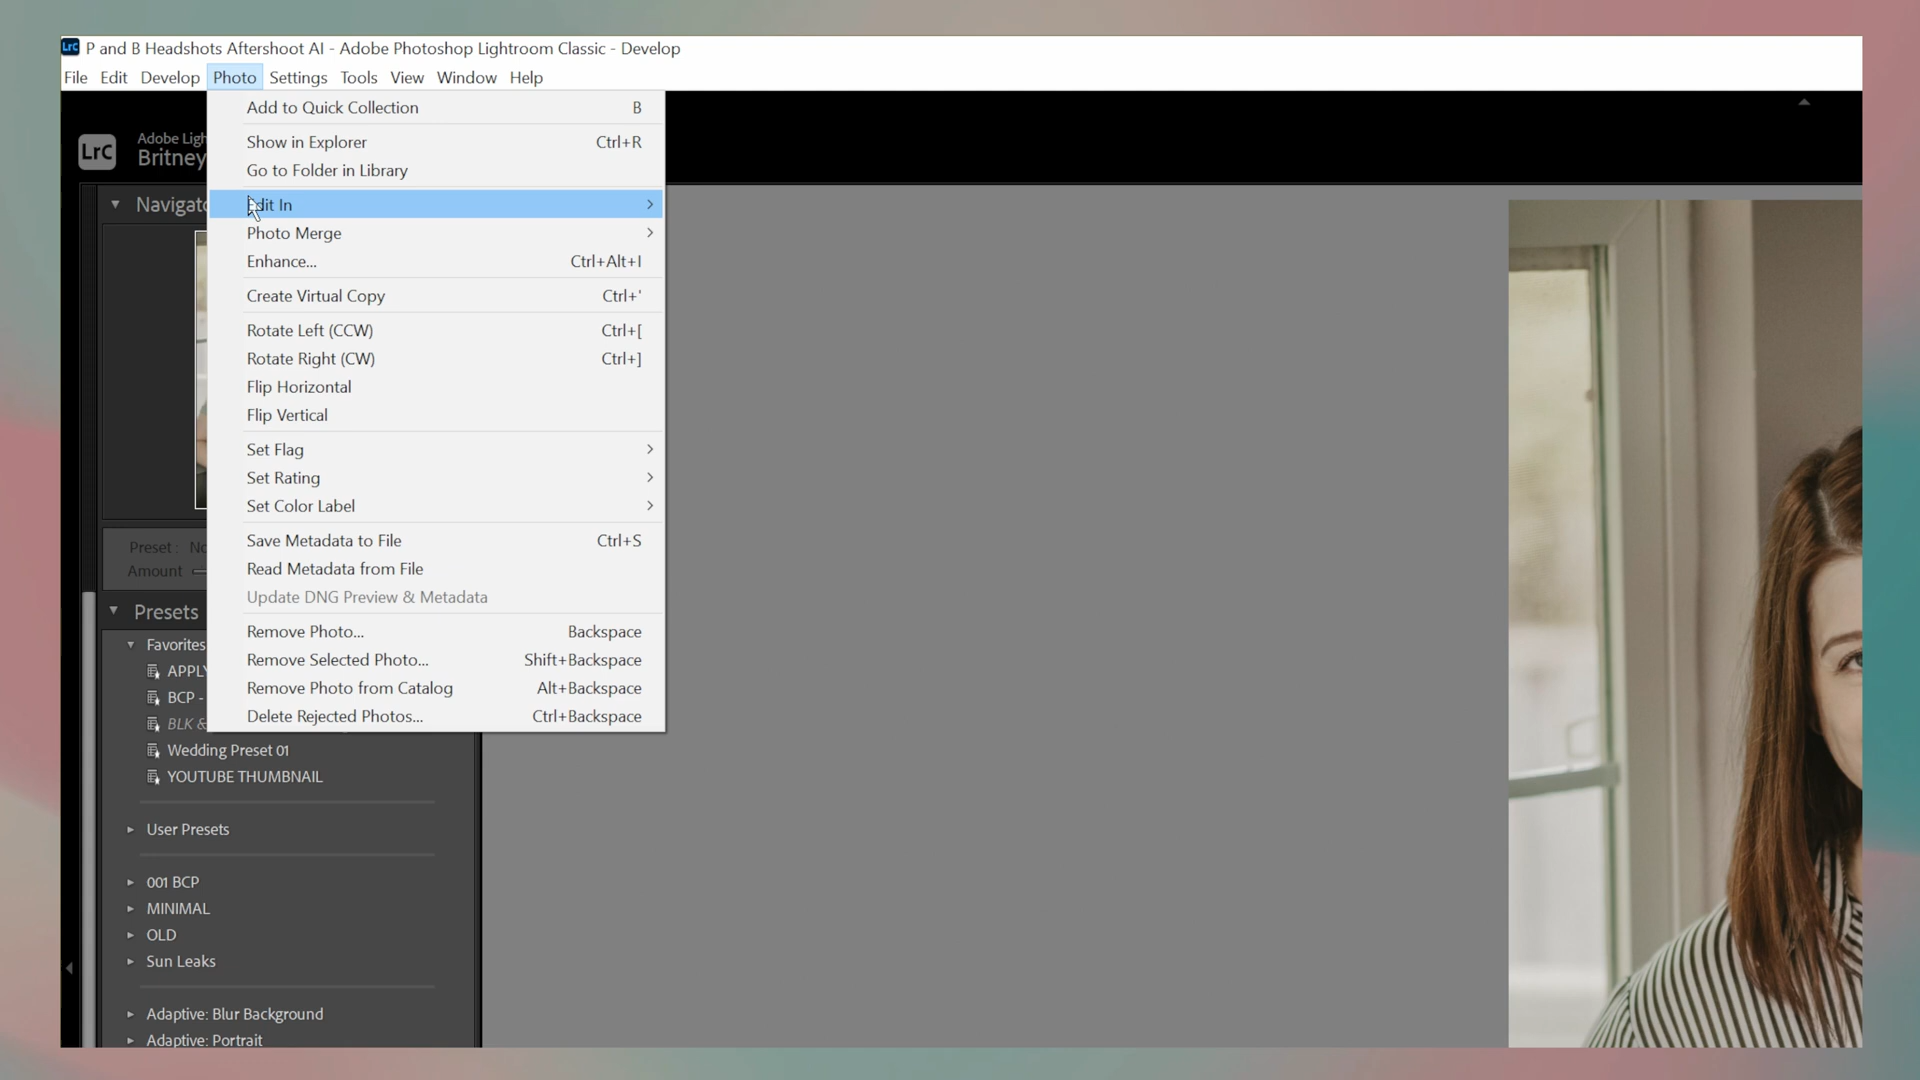 LrC P and B Headshots Aftershoot AI - Adobe Photoshop Lightroom Classic - Develop
File Edit Develop Photo Settings Tools View Window Help
Add to Quick Collection B
Show in Explorer Ctrl+R
Go to Folder in Library
Edit In
Photo Merge
Enhance... Ctrl+Alt+I
Create Virtual Copy Ctrl+'
Rotate Left (CCW) Ctrl+[
Rotate Right (CW) Ctrl+]
Flip Horizontal
Flip Vertical
Set Flag
Set Rating
Set Color Label
Save Metadata to File Ctrl+S
Read Metadata from File
Update DNG Preview & Metadata
Remove Photo... Backspace
Remove Selected Photo... Shift+Backspace
Remove Photo from Catalog Alt+Backspace
Delete Rejected Photos... Ctrl+Backspace
LrC
Adobe Ligh
Britney
Navigato
Preset : No
Amount
Presets
Favorites
APPLY
BCP -
BLK &
Wedding Preset 01
YOUTUBE THUMBNAIL
User Presets
001 BCP
MINIMAL
OLD
Sun Leaks
Adaptive: Blur Background
Adaptive: Portrait